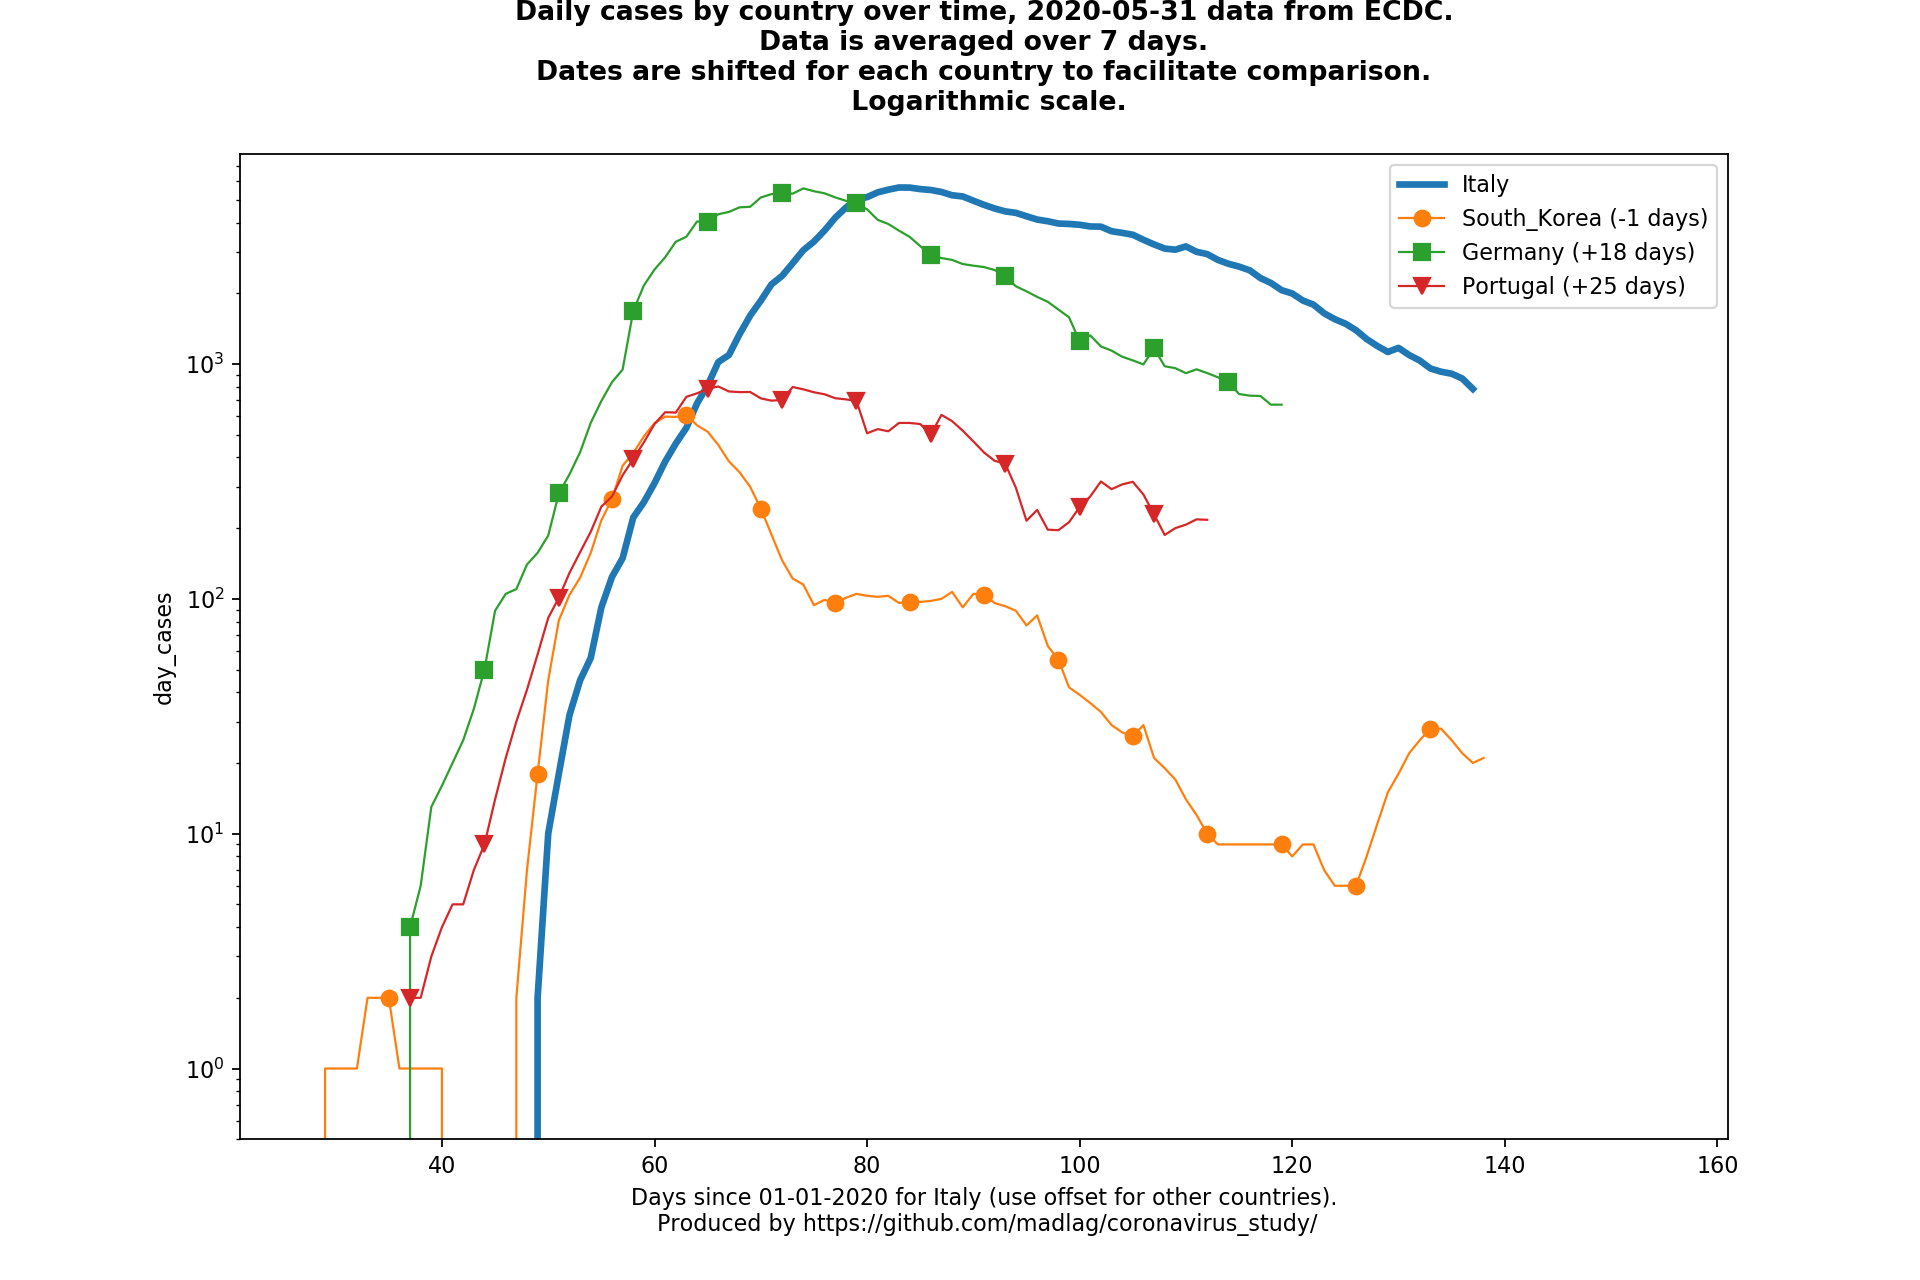 Daily cases by country over time, 2020-05-31 data from ECDC.
Data is averaged over 7 days.
Dates are shifted for each country to facilitate comparison.
Logarithmic scale.
Italy
South_Korea (-1 days)
Germany (+18 days)
Portugal (+25 days)
10³
10²
10¹
10⁰
day_cases
40 60 80 100 120 140 160
Days since 01-01-2020 for Italy (use offset for other countries).
Produced by https://github.com/madlag/coronavirus_study/